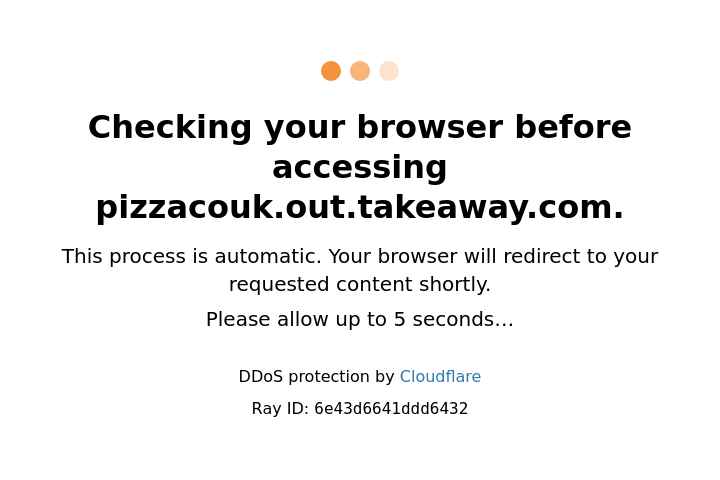 Checking your browser before
accessing
pizzacouk.out.takeaway.com.
This process is automatic. Your browser will redirect to your
requested content shortly.
Please allow up to 5 seconds…
DDoS protection by Cloudflare
Ray ID: 6e43d6641ddd6432